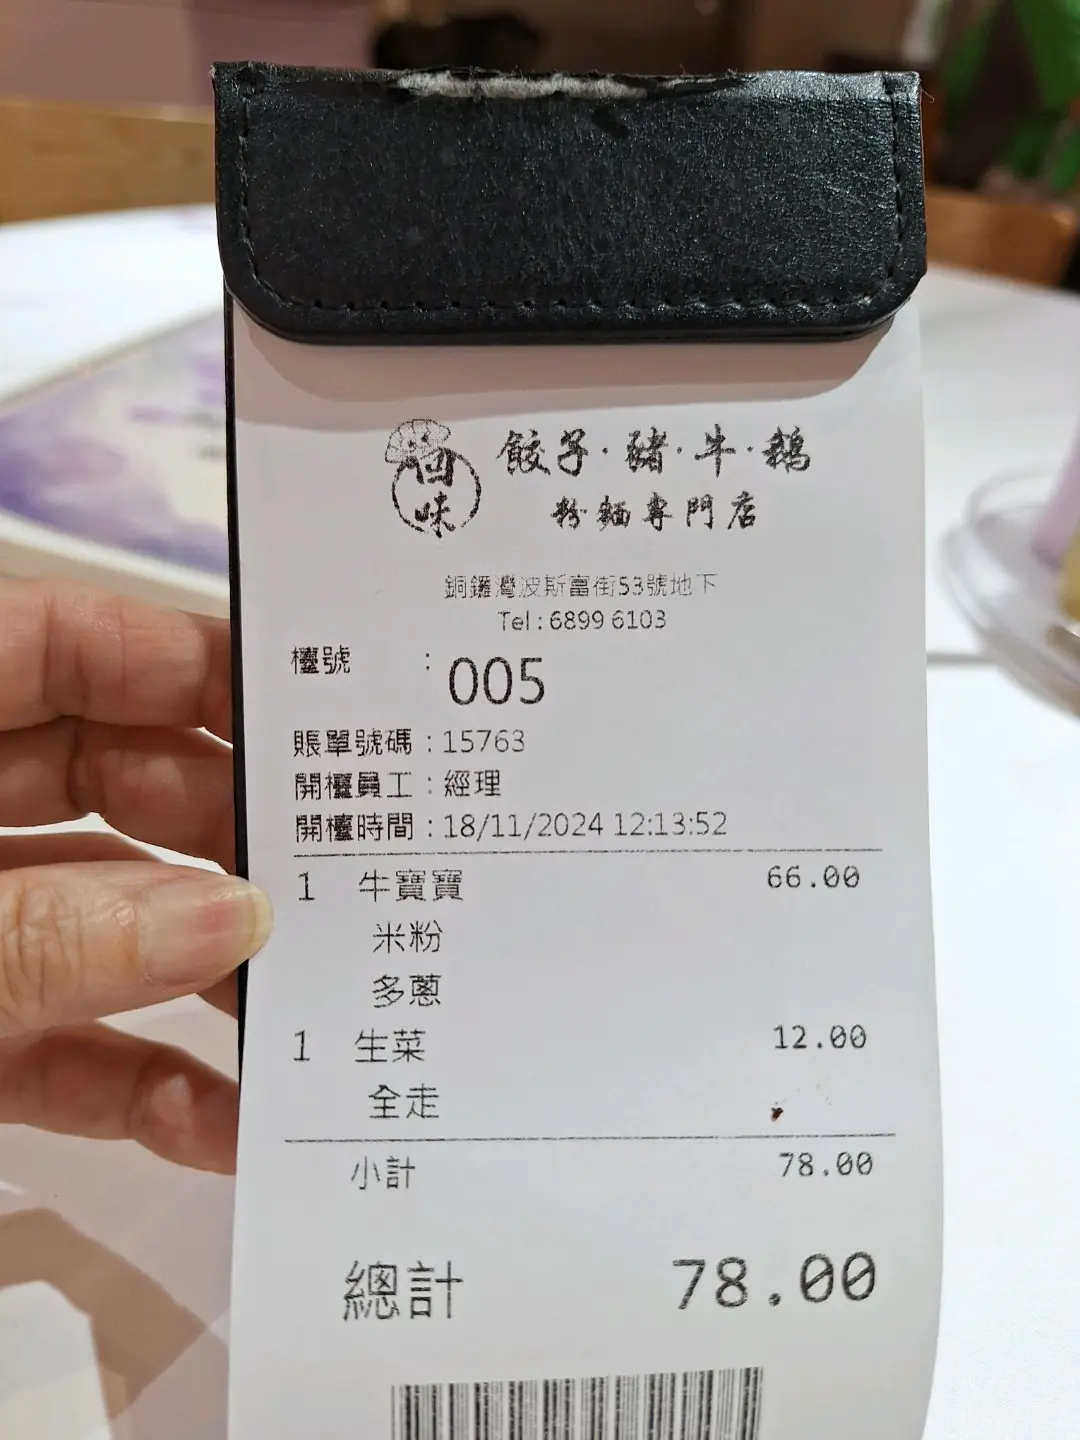 餃子·豬·牛·鵝
味
粉麵專門店
銅鑼灣波斯富街53號地下
Tel : 6899 6103
檯號 : 005
賬單號碼 : 15763
開檯員工 : 經理
開檯時間 : 18/11/2024 12:13:52
1 牛寶寶 66.00
米粉
多蔥
1 生菜 12.00
全走
小計 78.00
總計 78.00